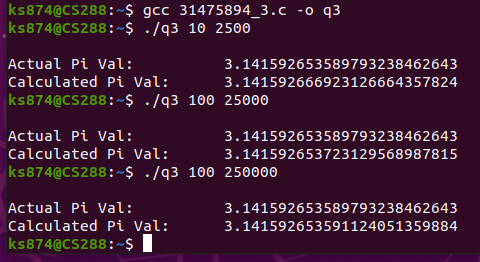 ks874@CS288:~$ gcc 31475894_3.c -o q3
ks874@CS288:~$ ./q3 10 2500
Actual Pi Val: 3.141592653589793238462643
Calculated Pi Val: 3.141592666923126664357824
ks874@CS288:~$ ./q3 100 25000
Actual Pi Val: 3.141592653589793238462643
Calculated Pi Val: 3.141592653723129568987815
ks874@CS288:~$ ./q3 100 250000
Actual Pi Val: 3.141592653589793238462643
Calculated Pi Val: 3.141592653591124051359884
ks874@CS288:~$